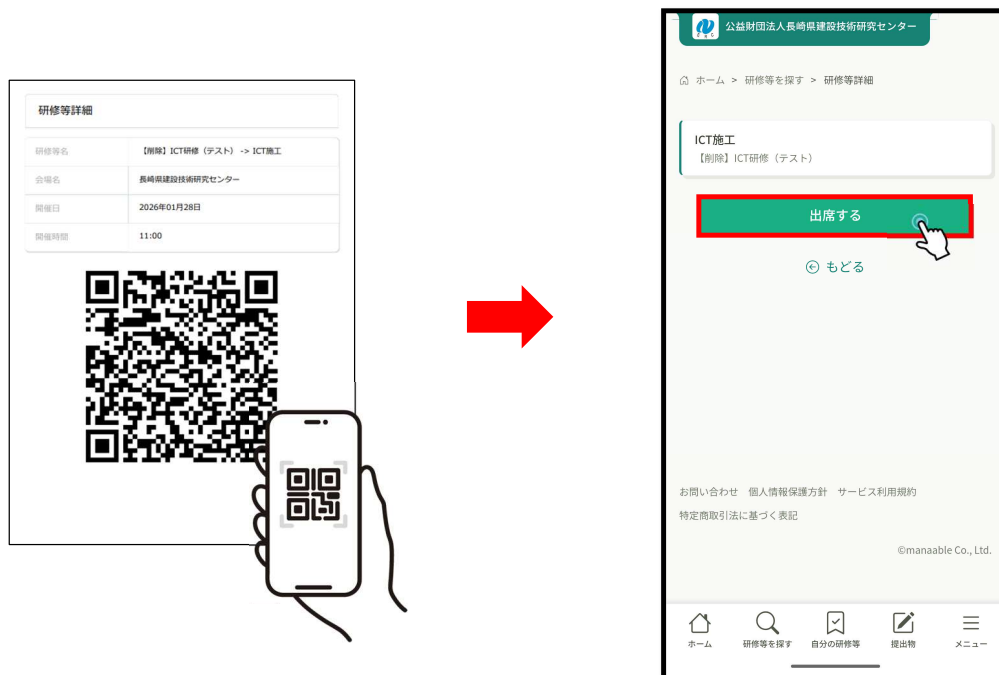 研修等詳細
研修等名 【削除】ICT研修（テスト） -> ICT施工
会場名 長崎県建設技術研究センター
開催日 2026年01月28日
開催時間 11:00
公益財団法人長崎県建設技術研究センター
ホーム > 研修等を探す > 研修等詳細
ICT施工
【削除】ICT研修（テスト）
出席する
もどる
お問い合わせ 個人情報保護方針 サービス利用規約
特定商取引法に基づく表記
©manaable Co., Ltd.
ホーム 研修等を探す 自分の研修等 提出物 メニュー